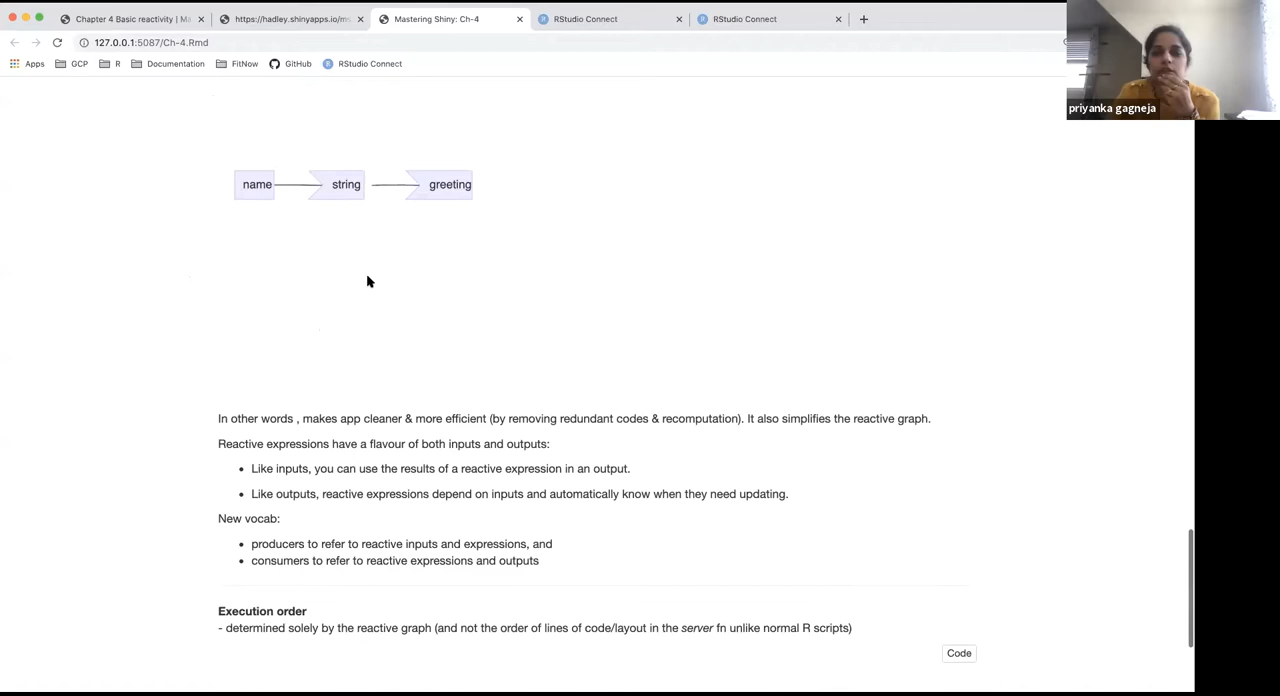 Chapter 4 Basic reactivity | Ma
https://hadley.shinyapps.io/ms
Mastering Shiny: Ch-4
RStudio Connect
RStudio Connect
127.0.0.1:5087/Ch-4.Rmd
Apps
GCP
R
Documentation
FitNow
GitHub
RStudio Connect
priyanka gagneja
name
string
greeting
In other words , makes app cleaner & more efficient (by removing redundant codes & recomputation). It also simplifies the reactive graph.
Reactive expressions have a flavour of both inputs and outputs:
• Like inputs, you can use the results of a reactive expression in an output.
• Like outputs, reactive expressions depend on inputs and automatically know when they need updating.
New vocab:
• producers to refer to reactive inputs and expressions, and
• consumers to refer to reactive expressions and outputs
Execution order
- determined solely by the reactive graph (and not the order of lines of code/layout in the server fn unlike normal R scripts)
Code